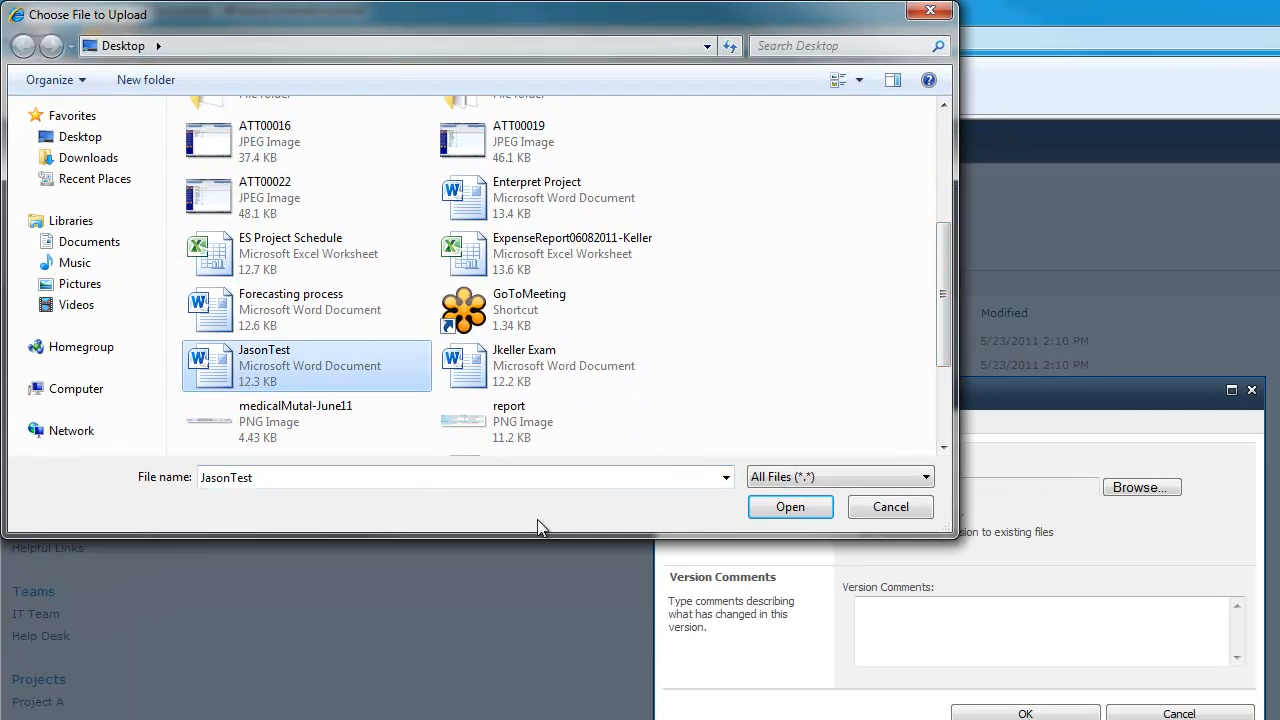 Choose File to Upload
Desktop
Search Desktop
Organize
New folder
Favorites
Desktop
Downloads
Recent Places
Libraries
Documents
Music
Pictures
Videos
Homegroup
Computer
Network
File folder
File folder
ATT00016
JPEG Image
37.4 KB
ATT00019
JPEG Image
46.1 KB
ATT00022
JPEG Image
48.1 KB
Enterpret Project
Microsoft Word Document
13.4 KB
ES Project Schedule
Microsoft Excel Worksheet
12.7 KB
ExpenseReport06082011-Keller
Microsoft Excel Worksheet
13.6 KB
Forecasting process
Microsoft Word Document
12.6 KB
GoToMeeting
Shortcut
1.34 KB
JasonTest
Microsoft Word Document
12.3 KB
Jkeller Exam
Microsoft Word Document
12.2 KB
medicalMutal-June11
PNG Image
4.43 KB
report
PNG Image
11.2 KB
File name: JasonTest
All Files (*.*)
Open
Cancel
Modified
5/23/2011 2:10 PM
5/23/2011 2:10 PM
Browse...
sion to existing files
Version Comments
Type comments describing
what has changed in this
version.
Version Comments:
OK
Cancel
Helpful Links
Teams
IT Team
Help Desk
Projects
Project A